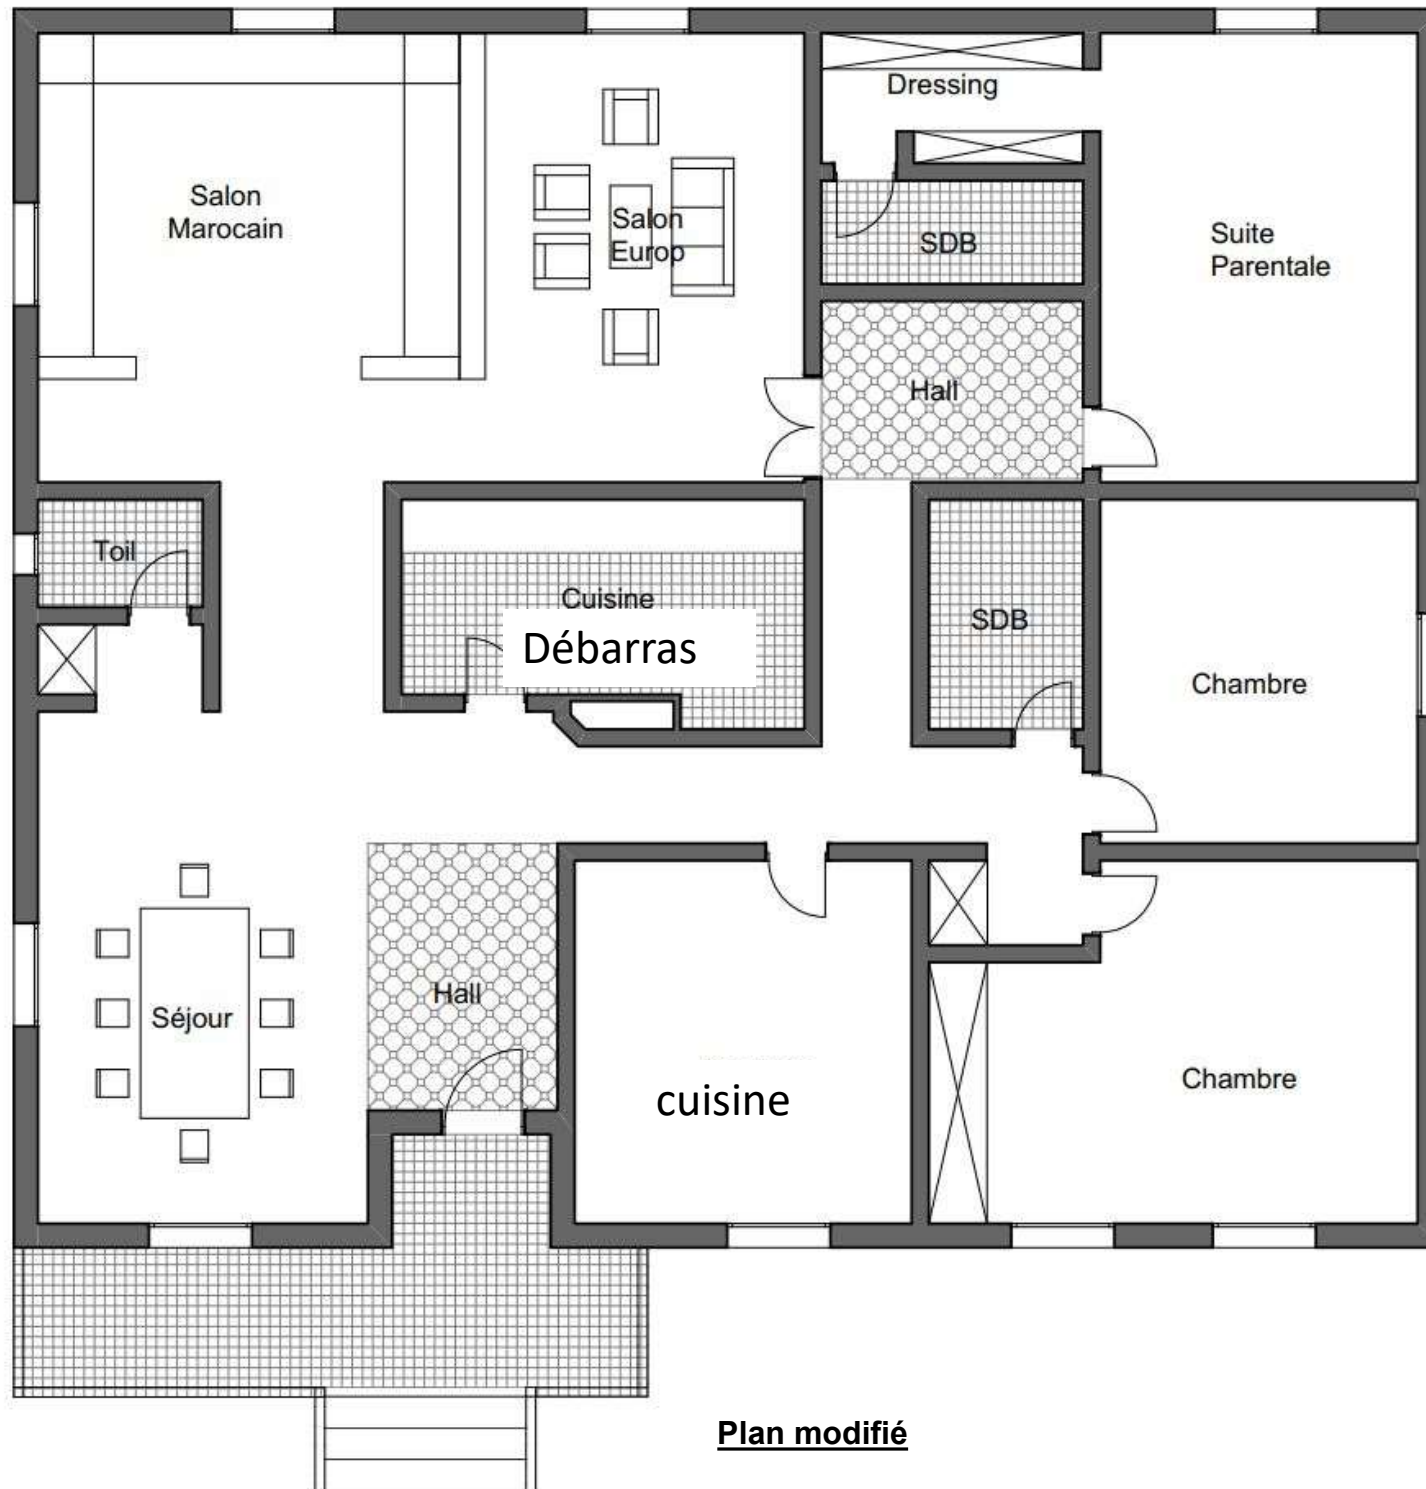 Dressing
Salon
Marocain
Salon
Europ
SDB
Suite
Parentale
Hall
Toil
Cuisine
Débarras
SDB
Chambre
Hall
Séjour
cuisine
Chambre
Plan modifié